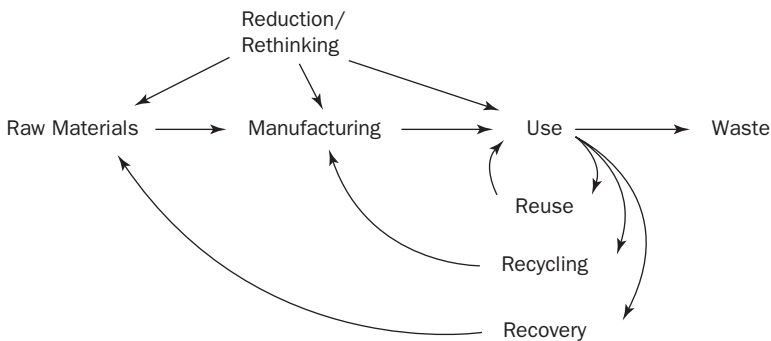 Reduction/
Rethinking
Raw Materials
Manufacturing
Use
Waste
Reuse
Recycling
Recovery